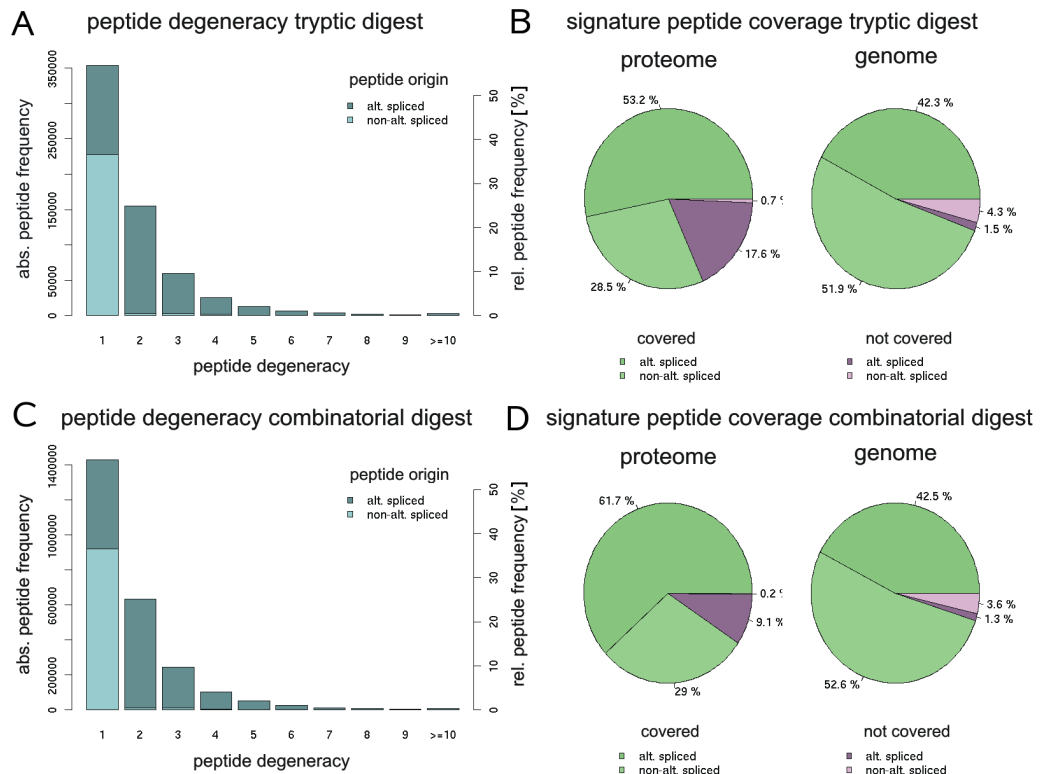 A peptide degeneracy tryptic digest
abs. peptide frequency
350000
250000
150000
50000
0
peptide origin
alt. spliced
non-alt. spliced
rel. peptide frequency [%]
50
40
30
20
10
0
1 2 3 4 5 6 7 8 9 >=10
peptide degeneracy
B signature peptide coverage tryptic digest
proteome
genome
53.2 %
0.7
17.6 %
28.5 %
42.3 %
4.3 %
1.5 %
51.9 %
covered
alt. spliced
non-alt. spliced
not covered
alt. spliced
non-alt. spliced
C peptide degeneracy combinatorial digest
abs. peptide frequency
1400000
1000000
600000
200000
0
peptide origin
alt. spliced
non-alt. spliced
rel. peptide frequency [%]
50
40
30
20
10
0
1 2 3 4 5 6 7 8 9 >=10
peptide degeneracy
D signature peptide coverage combinatorial digest
proteome
genome
61.7 %
0.2
9.1 %
29 %
42.5 %
3.6 %
1.3 %
52.6 %
covered
alt. spliced
non-alt. spliced
not covered
alt. spliced
non-alt. spliced